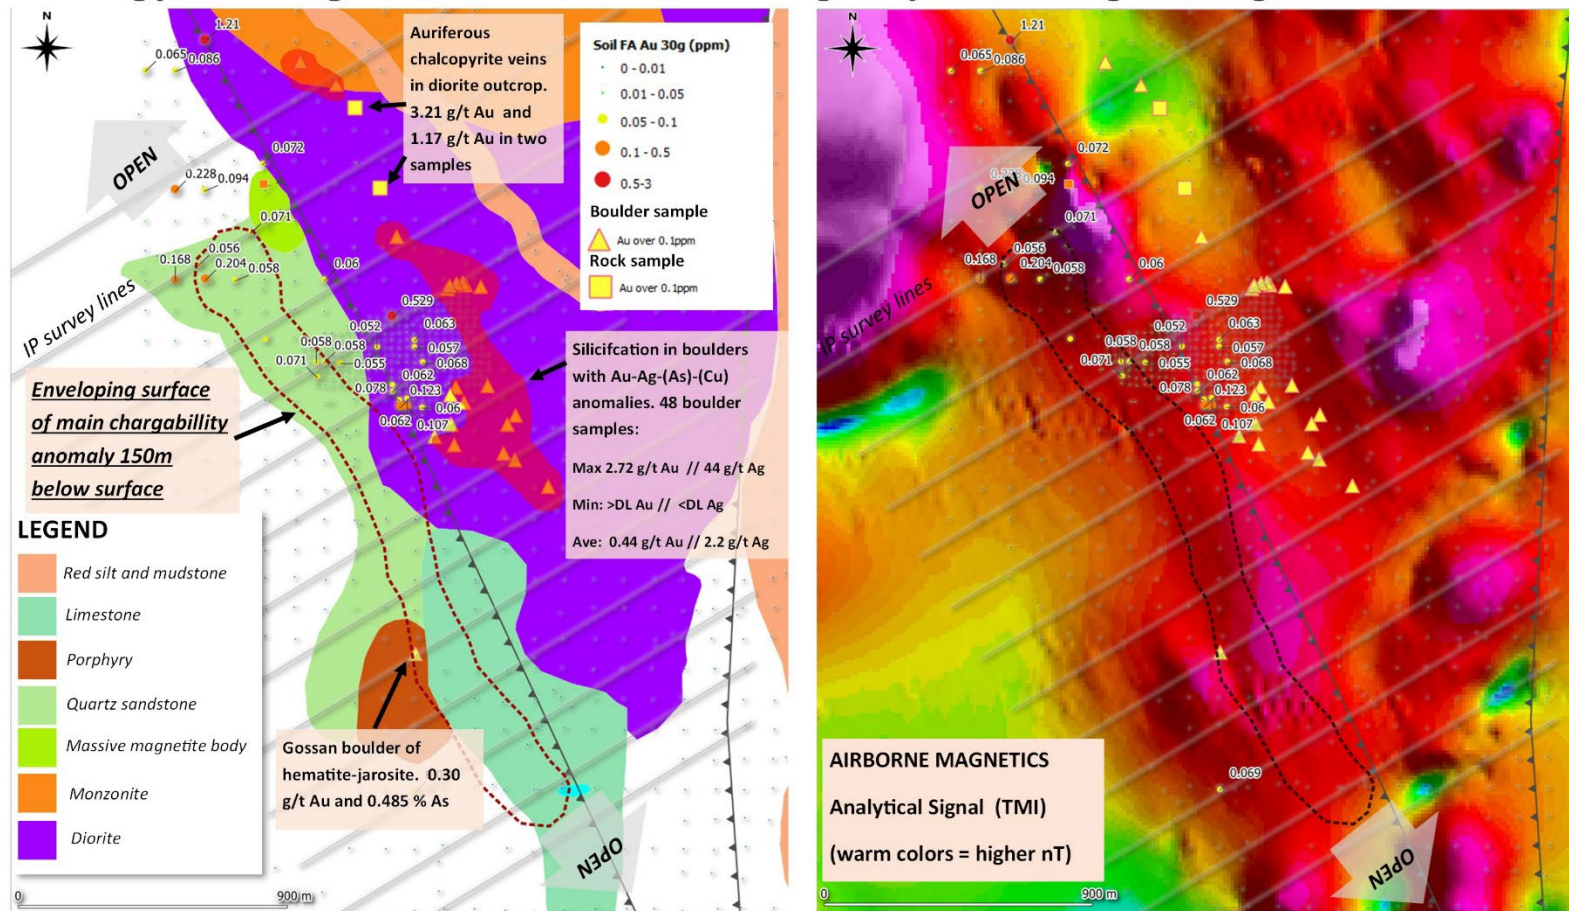 N
1.21
0.065
0.086
Auriferous
chalcopyrite veins
in diorite outcrop.
3.21 g/t Au and
1.17 g/t Au in two
samples
Soil FA Au 30g (ppm)
0 - 0.01
0.01 - 0.05
0.05 - 0.1
0.1 - 0.5
0.5-3
Boulder sample
Au over 0.1ppm
Rock sample
Au over 0.1ppm
OPEN
0.072
0.228
0.094
0.071
0.056
0.168
0.204
0.058
0.06
IP survey lines
0.529
0.052
0.063
0.058
0.058
0.057
0.071
0.055
0.068
0.062
0.078
0.123
0.06
0.062
0.107
Silicifcation in boulders
with Au-Ag-(As)-(Cu)
anomalies. 48 boulder
samples:
Max 2.72 g/t Au // 44 g/t Ag
Min: >DL Au // <DL Ag
Ave: 0.44 g/t Au // 2.2 g/t Ag
Enveloping surface
of main chargabillity
anomaly 150m
below surface
LEGEND
Red silt and mudstone
Limestone
Porphyry
Quartz sandstone
Massive magnetite body
Monzonite
Diorite
Gossan boulder of
hematite-jarosite. 0.30
g/t Au and 0.485 % As
OPEN
0
900 m
N
1.21
0.065
0.086
0.072
OPEN
0.228
0.094
0.071
0.056
0.168
0.204
0.058
0.06
IP survey lines
0.529
0.052
0.063
0.058
0.058
0.057
0.071
0.055
0.068
0.062
0.078
0.123
0.06
0.062
0.107
0.069
AIRBORNE MAGNETICS
Analytical Signal (TMI)
(warm colors = higher nT)
OPEN
0
900 m